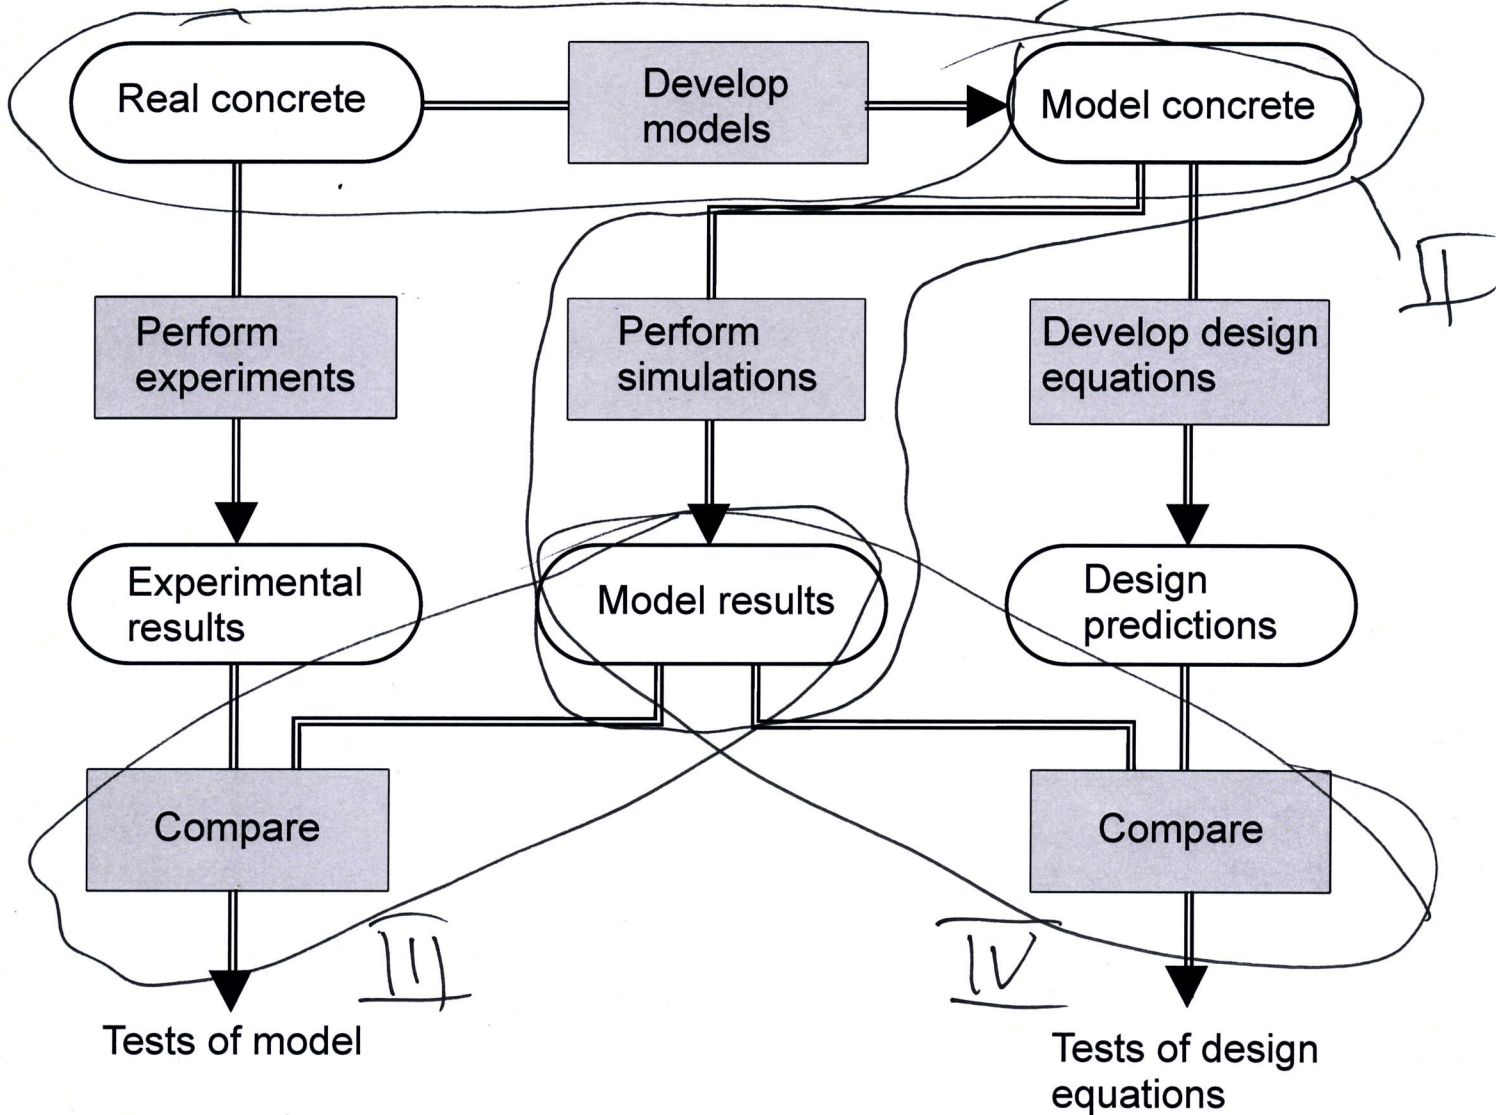 Real concrete
Develop
models
Model concrete
Perform
experiments
Perform
simulations
Develop design
equations
II
Experimental
results
Model results
Design
predictions
Compare
Compare
III
IV
Tests of model
Tests of design
equations